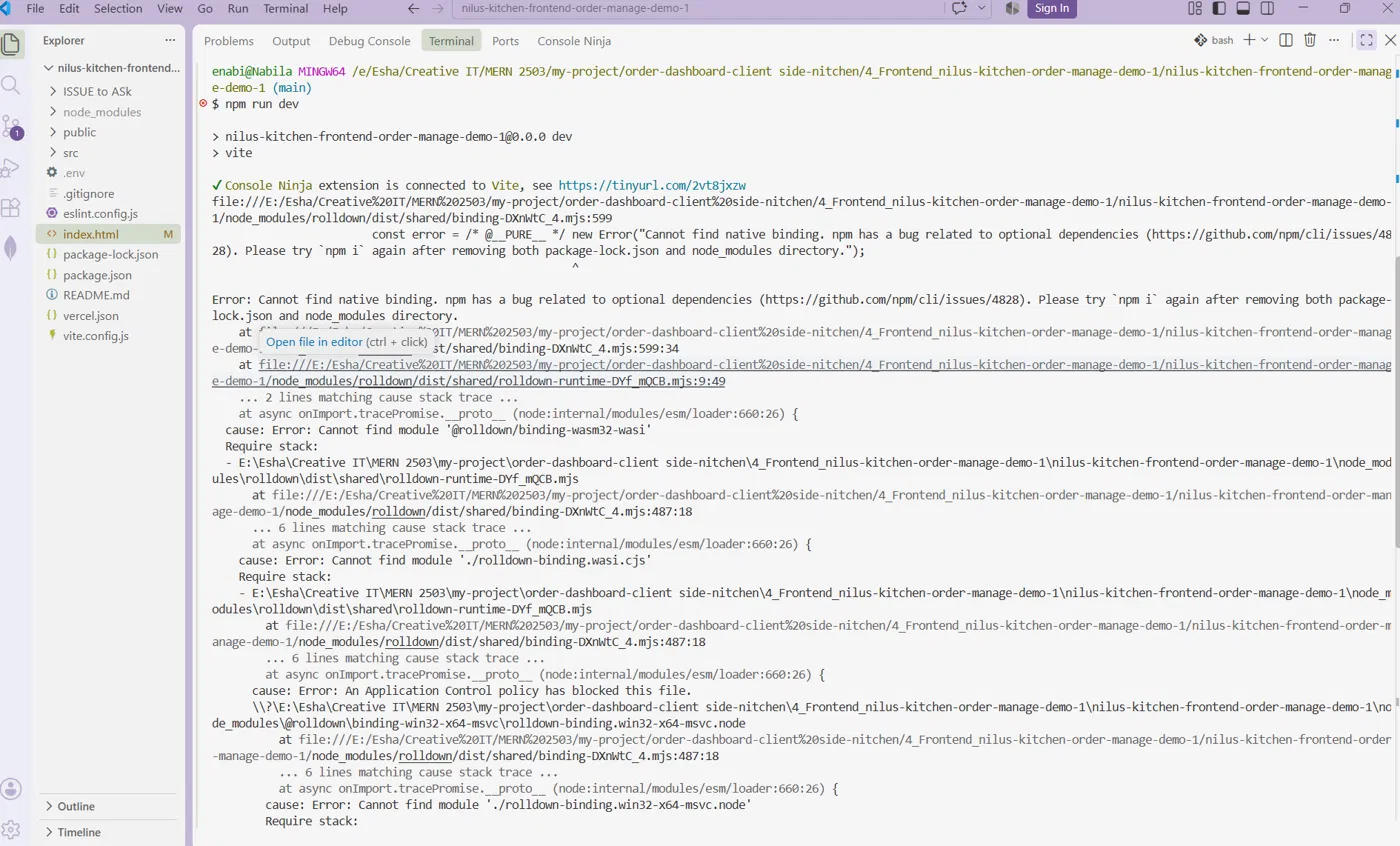 File Edit Selection View Go Run Terminal Help
nilus-kitchen-frontend-order-manage-demo-1
Sign In
Explorer
nilus-kitchen-frontend...
ISSUE to ASk
node_modules
public
src
.env
.gitignore
eslint.config.js
index.html M
package-lock.json
package.json
README.md
vercel.json
vite.config.js
Outline
Timeline
1
Problems Output Debug Console Terminal Ports Console Ninja
bash
enabi@Nabila MINGW64 /e/Esha/Creative IT/MERN 2503/my-project/order-dashboard-client side-nitchen/4_Frontend_nilus-kitchen-order-manage-demo-1/nilus-kitchen-frontend-order-manag
e-demo-1 (main)
$ npm run dev
> nilus-kitchen-frontend-order-manage-demo-1@0.0.0 dev
> vite
✓ Console Ninja extension is connected to Vite, see https://tinyurl.com/2vt8jxzw
file:///E:/Esha/Creative%20IT/MERN%202503/my-project/order-dashboard-client%20side-nitchen/4_Frontend_nilus-kitchen-order-manage-demo-1/nilus-kitchen-frontend-order-manage-demo-
1/node_modules/rolldown/dist/shared/binding-DXnWtC_4.mjs:599
const error = /* @__PURE__ */ new Error("Cannot find native binding. npm has a bug related to optional dependencies (https://github.com/npm/cli/issues/48
28). Please try `npm i` again after removing both package-lock.json and node_modules directory.");
^
Error: Cannot find native binding. npm has a bug related to optional dependencies (https://github.com/npm/cli/issues/4828). Please try `npm i` again after removing both package-
lock.json and node_modules directory.
at file:///E:/Esha/Creative%20IT/MERN%202503/my-project/order-dashboard-client%20side-nitchen/4_Frontend_nilus-kitchen-order-manage-demo-1/nilus-kitchen-frontend-order-manag
e-demo- st/shared/binding-DXnWtC_4.mjs:599:34
Open file in editor (ctrl + click)
at file:///E:/Esha/Creative%20IT/MERN%202503/my-project/order-dashboard-client%20side-nitchen/4_Frontend_nilus-kitchen-order-manage-demo-1/nilus-kitchen-frontend-order-manag
e-demo-1/node_modules/rolldown/dist/shared/rolldown-runtime-DYf_mQCB.mjs:9:49
... 2 lines matching cause stack trace ...
at async onImport.tracePromise.__proto__ (node:internal/modules/esm/loader:660:26) {
cause: Error: Cannot find module '@rolldown/binding-wasm32-wasi'
Require stack:
- E:\Esha\Creative IT\MERN 2503\my-project\order-dashboard-client side-nitchen\4_Frontend_nilus-kitchen-order-manage-demo-1\nilus-kitchen-frontend-order-manage-demo-1\node_mod
ules\rolldown\dist\shared\rolldown-runtime-DYf_mQCB.mjs
at file:///E:/Esha/Creative%20IT/MERN%202503/my-project/order-dashboard-client%20side-nitchen/4_Frontend_nilus-kitchen-order-manage-demo-1/nilus-kitchen-frontend-order-man
age-demo-1/node_modules/rolldown/dist/shared/binding-DXnWtC_4.mjs:487:18
... 6 lines matching cause stack trace ...
at async onImport.tracePromise.__proto__ (node:internal/modules/esm/loader:660:26) {
cause: Error: Cannot find module './rolldown-binding.wasi.cjs'
Require stack:
- E:\Esha\Creative IT\MERN 2503\my-project\order-dashboard-client side-nitchen\4_Frontend_nilus-kitchen-order-manage-demo-1\nilus-kitchen-frontend-order-manage-demo-1\node_m
odules\rolldown\dist\shared\rolldown-runtime-DYf_mQCB.mjs
at file:///E:/Esha/Creative%20IT/MERN%202503/my-project/order-dashboard-client%20side-nitchen/4_Frontend_nilus-kitchen-order-manage-demo-1/nilus-kitchen-frontend-order-m
anage-demo-1/node_modules/rolldown/dist/shared/binding-DXnWtC_4.mjs:487:18
... 6 lines matching cause stack trace ...
at async onImport.tracePromise.__proto__ (node:internal/modules/esm/loader:660:26) {
cause: Error: An Application Control policy has blocked this file.
\\?\E:\Esha\Creative IT\MERN 2503\my-project\order-dashboard-client side-nitchen\4_Frontend_nilus-kitchen-order-manage-demo-1\nilus-kitchen-frontend-order-manage-demo-1\no
de_modules\@rolldown\binding-win32-x64-msvc\rolldown-binding.win32-x64-msvc.node
at file:///E:/Esha/Creative%20IT/MERN%202503/my-project/order-dashboard-client%20side-nitchen/4_Frontend_nilus-kitchen-order-manage-demo-1/nilus-kitchen-frontend-order
-manage-demo-1/node_modules/rolldown/dist/shared/binding-DXnWtC_4.mjs:487:18
... 6 lines matching cause stack trace ...
at async onImport.tracePromise.__proto__ (node:internal/modules/esm/loader:660:26) {
cause: Error: Cannot find module './rolldown-binding.win32-x64-msvc.node'
Require stack: